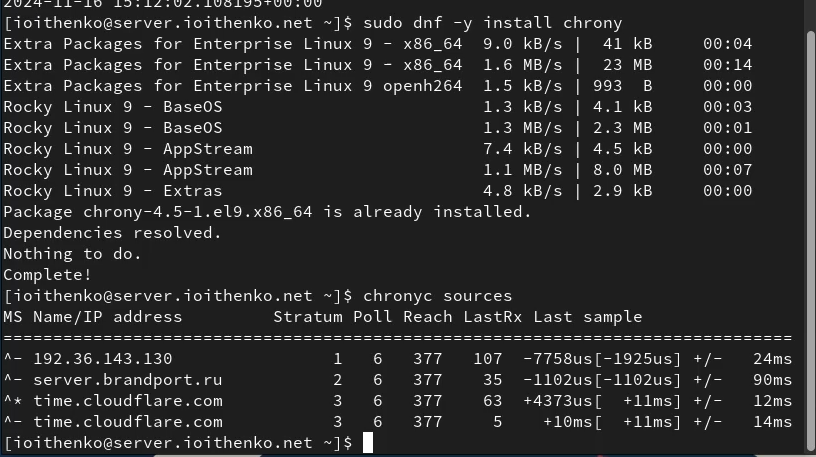 2024-11-16 15:12:02.108195+00:00
[ioithenko@server.ioithenko.net ~]$ sudo dnf -y install chrony
Extra Packages for Enterprise Linux 9 - x86_64  9.0 kB/s |  41 kB     00:04
Extra Packages for Enterprise Linux 9 - x86_64  1.6 MB/s |  23 MB     00:14
Extra Packages for Enterprise Linux 9 openh264  1.5 kB/s | 993  B     00:00
Rocky Linux 9 - BaseOS                          1.3 kB/s | 4.1 kB     00:03
Rocky Linux 9 - BaseOS                          1.3 MB/s | 2.3 MB     00:01
Rocky Linux 9 - AppStream                       7.4 kB/s | 4.5 kB     00:00
Rocky Linux 9 - AppStream                       1.1 MB/s | 8.0 MB     00:07
Rocky Linux 9 - Extras                          4.8 kB/s | 2.9 kB     00:00
Package chrony-4.5-1.el9.x86_64 is already installed.
Dependencies resolved.
Nothing to do.
Complete!
[ioithenko@server.ioithenko.net ~]$ chronyc sources
MS Name/IP address         Stratum Poll Reach LastRx Last sample
===============================================================================
^- 192.36.143.130                1   6   377   107  -7758us[-1925us] +/-   24ms
^- server.brandport.ru           2   6   377    35  -1102us[-1102us] +/-   90ms
^* time.cloudflare.com           3   6   377    63  +4373us[  +11ms] +/-   12ms
^- time.cloudflare.com           3   6   377     5    +10ms[  +11ms] +/-   14ms
[ioithenko@server.ioithenko.net ~]$